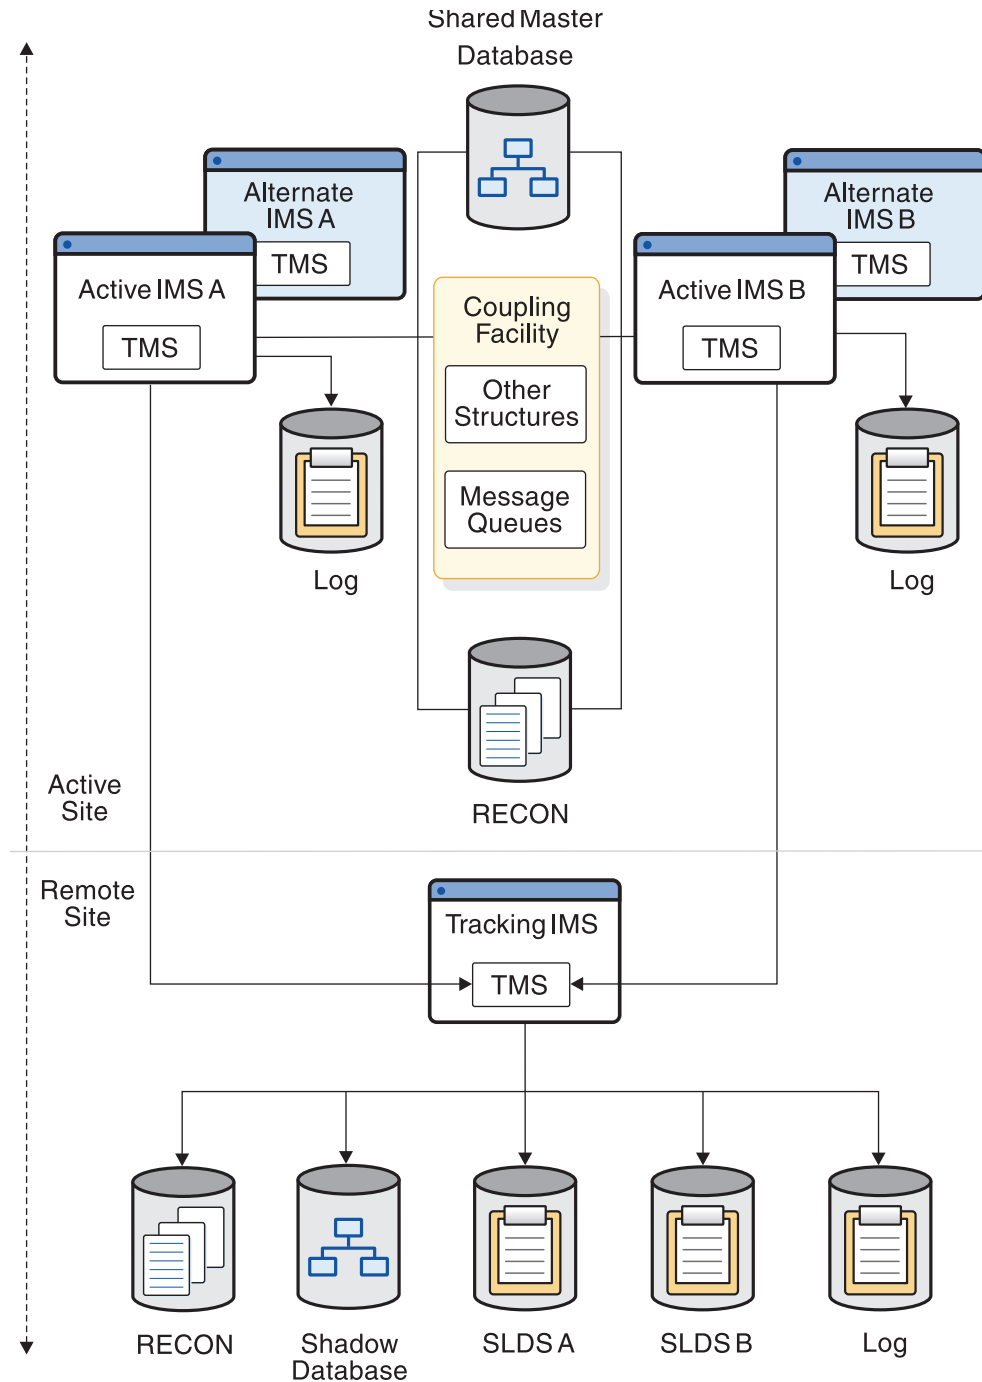 Shared Master
Database
Alternate
IMS A
TMS
Active IMS A
TMS
Coupling
Facility
Other
Structures
Message
Queues
Alternate
IMS B
TMS
Active IMS B
TMS
Log
Log
RECON
Active
Site
Remote
Site
Tracking IMS
TMS
RECON
Shadow
Database
SLDS A
SLDS B
Log